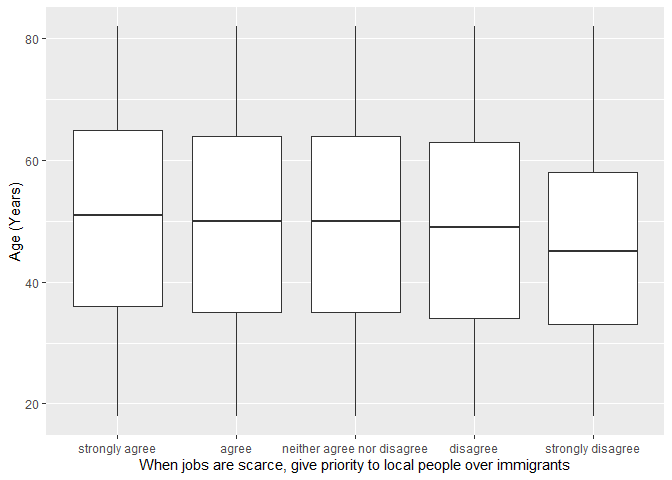 80
60
40
20
Age (Years)
strongly agree agree neither agree nor disagree disagree strongly disagree
When jobs are scarce, give priority to local people over immigrants